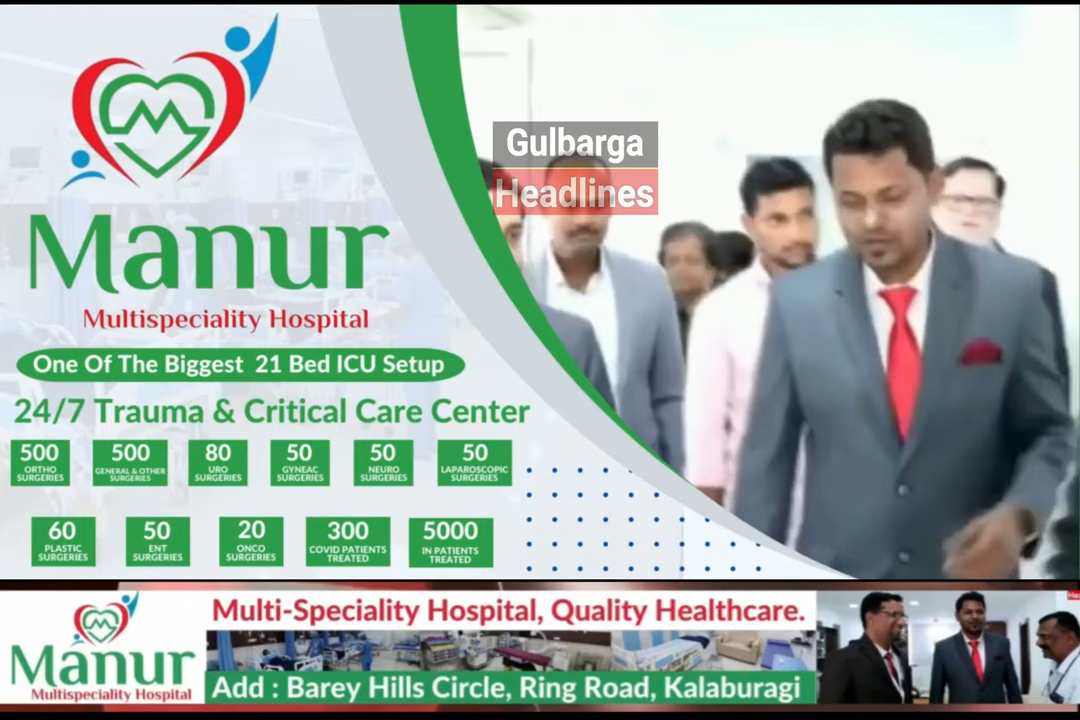 Gulbarga
Headlines
Manur
Multispeciality Hospital
One Of The Biggest 21 Bed ICU Setup
24/7 Trauma & Critical Care Center
500
ORTHO
SURGERIES
500
GENERAL & OTHER
SURGERIES
80
URO
SURGERIES
50
GYNEAC
SURGERIES
50
NEURO
SURGERIES
50
LAPAROSCOPIC
SURGERIES
60
PLASTIC
SURGERIES
50
ENT
SURGERIES
20
ONCO
SURGERIES
300
COVID PATIENTS
TREATED
5000
IN PATIENTS
TREATED
Manur
Multispeciality Hospital
Multi-Speciality Hospital, Quality Healthcare.
Add : Barey Hills Circle, Ring Road, Kalaburagi